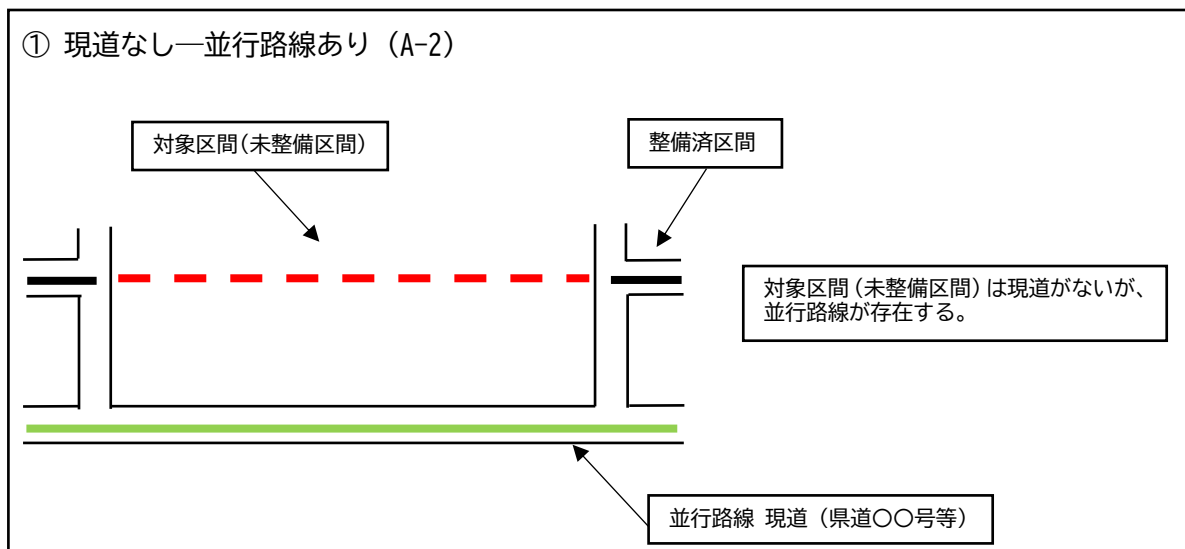 ① 現道なし―並行路線あり (A-2)
対象区間(未整備区間)
整備済区間
対象区間(未整備区間)は現道がないが、
並行路線が存在する。
並行路線 現道 (県道〇〇号等)